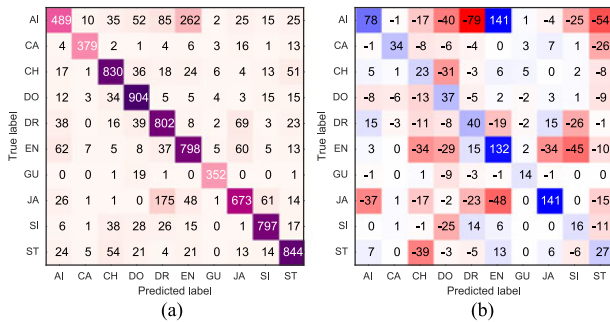 AI 489 10 35 52 85 262 2 25 15 25
CA 4 379 2 1 4 6 3 16 1 13
CH 17 1 830 36 18 24 6 4 13 51
DO 12 3 34 904 5 5 4 3 15 15
DR 38 0 16 39 802 8 2 69 3 23
EN 62 7 5 8 37 798 5 60 5 13
GU 0 0 1 19 1 0 352 0 0 1
JA 26 1 1 0 175 48 1 673 61 14
SI 6 1 38 28 26 15 0 1 797 17
ST 24 5 54 21 4 21 0 13 14 844
AI CA CH DO DR EN GU JA SI ST
True label
Predicted label
(a)
AI 78 -1 -17 -40 -79 141 1 -4 -25 -54
CA -1 34 -8 -6 -4 0 3 7 1 -26
CH 5 1 23 -31 -3 6 5 0 2 -8
DO -8 -6 -13 37 -5 2 -2 3 1 -9
DR 15 -3 -11 -8 40 -19 -2 15 -26 -1
EN 3 0 -34 -29 15 132 2 -34 -45 -10
GU -1 0 0 -9 -3 -1 14 -1 0 0
JA -37 1 -17 -2 -23 -48 0 141 0 -15
SI 0 1 -1 -25 14 6 0 0 16 -11
ST 7 0 -39 -3 -5 13 0 6 -6 27
AI CA CH DO DR EN GU JA SI ST
True label
Predicted label
(b)